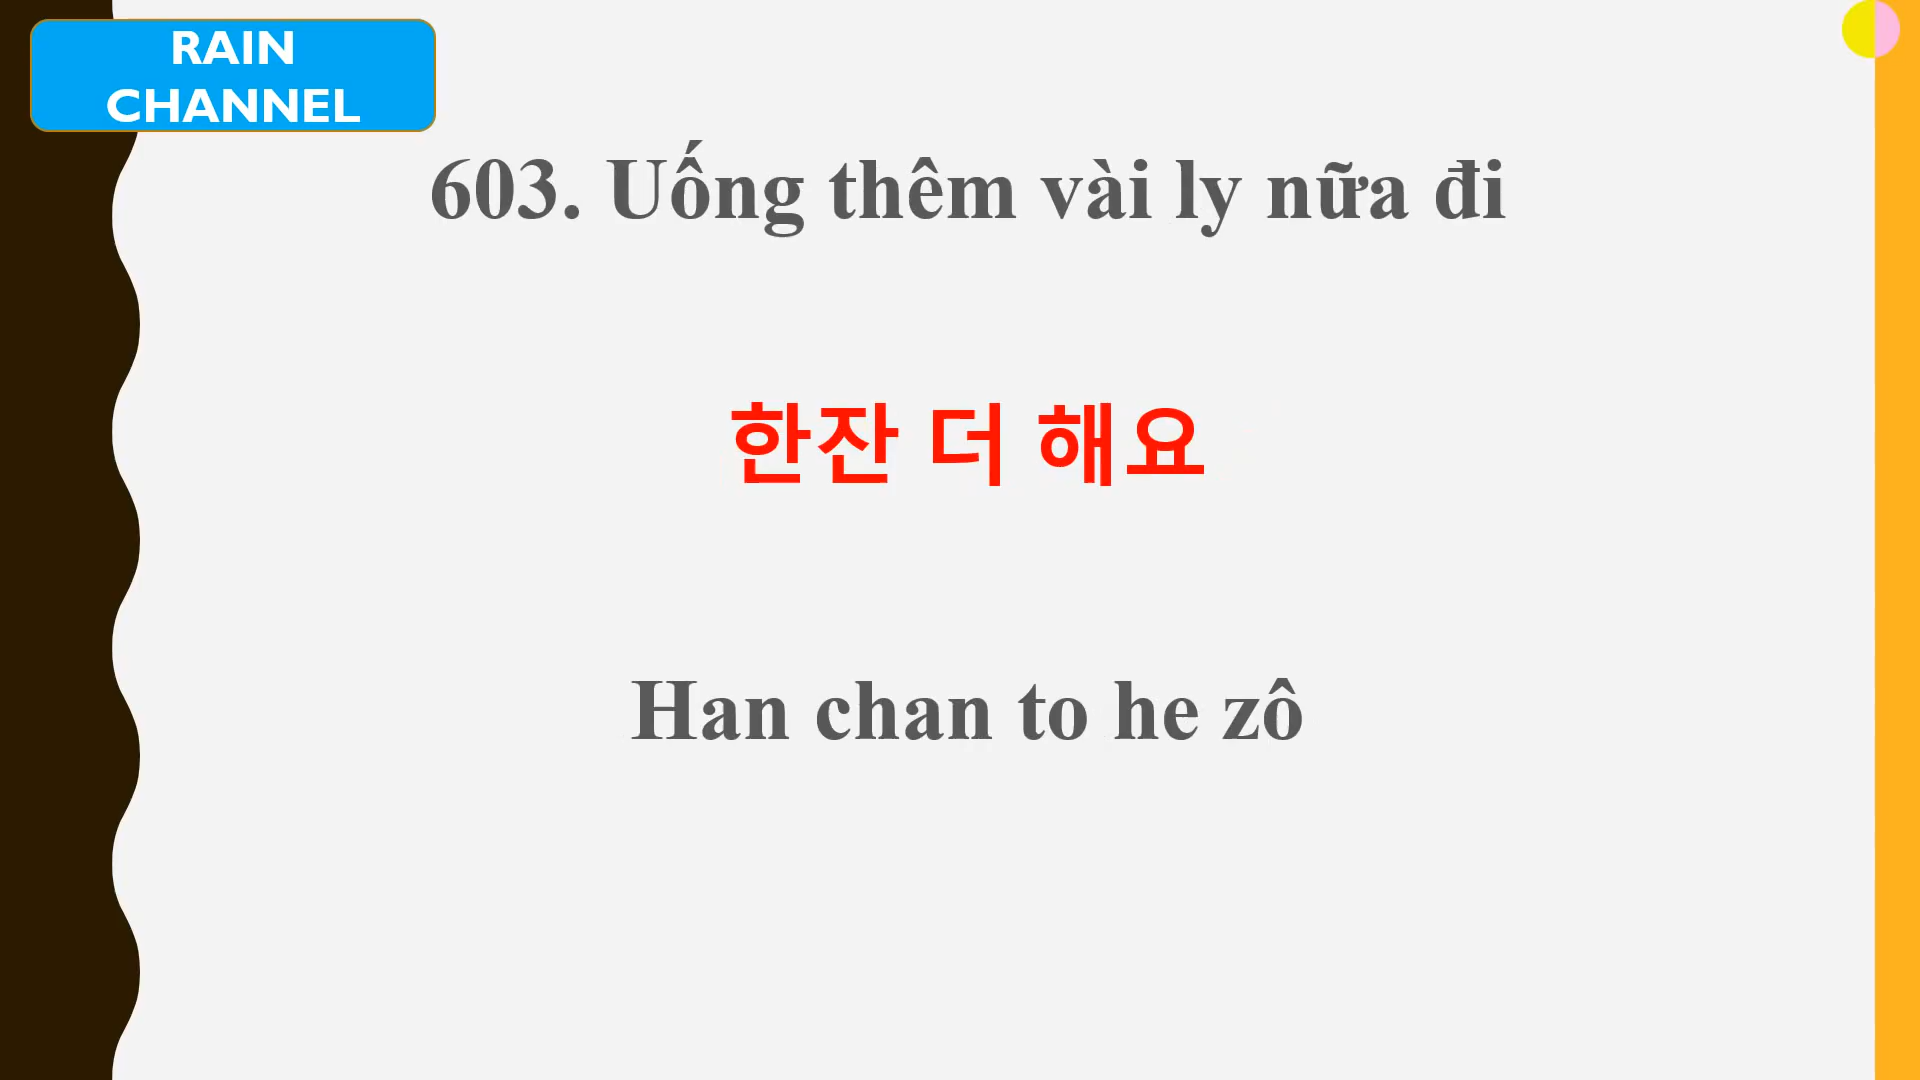 RAIN
CHANNEL
603. Uống thêm vài ly nữa đi
한잔 더 해요
Han chan to he zô